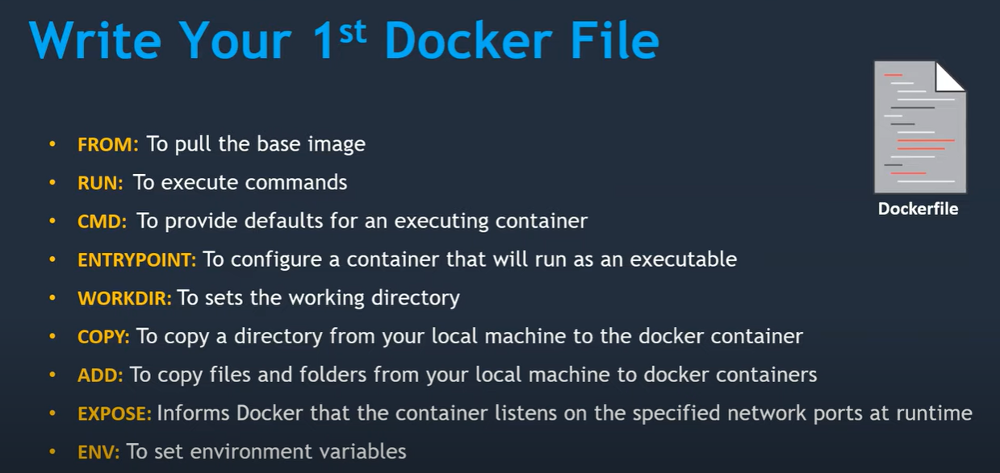 Write Your 1st Docker File
Dockerfile
• FROM: To pull the base image
• RUN: To execute commands
• CMD: To provide defaults for an executing container
• ENTRYPOINT: To configure a container that will run as an executable
• WORKDIR: To sets the working directory
• COPY: To copy a directory from your local machine to the docker container
• ADD: To copy files and folders from your local machine to docker containers
• EXPOSE: Informs Docker that the container listens on the specified network ports at runtime
• ENV: To set environment variables